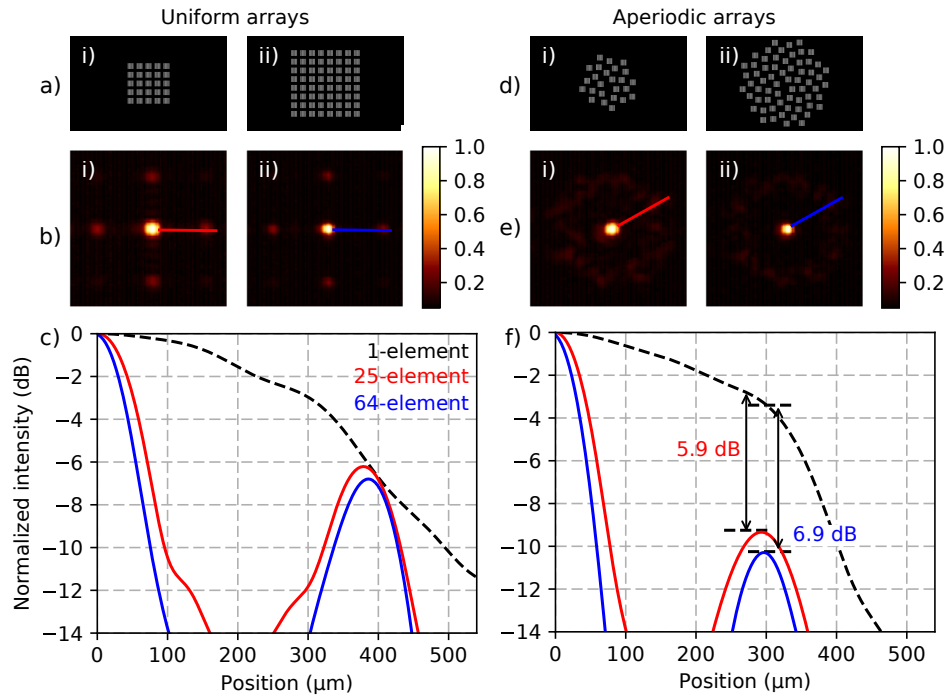 Uniform arrays
Aperiodic arrays
a)
i)
ii)
d)
i)
ii)
b)
i)
ii)
1.0
0.8
0.6
0.4
0.2
e)
i)
ii)
1.0
0.8
0.6
0.4
0.2
c)
1-element
25-element
64-element
Normalized intensity (dB)
0
−2
−4
−6
−8
−10
−12
−14
0
100
200
300
400
500
Position (μm)
f)
5.9 dB
6.9 dB
0
−2
−4
−6
−8
−10
−12
−14
0
100
200
300
400
500
Position (μm)